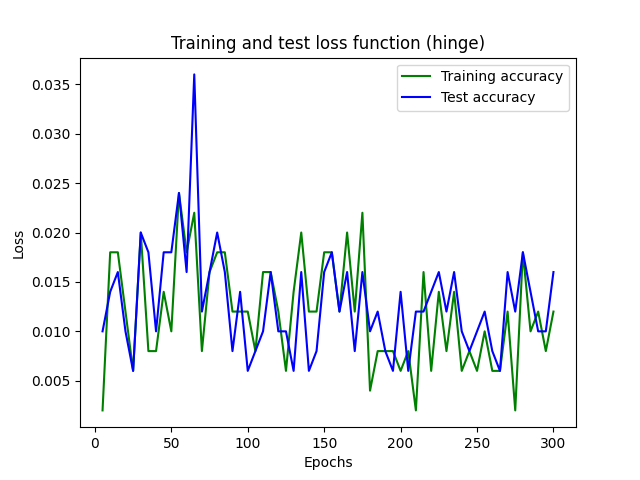 Training and test loss function (hinge)
Training accuracy
Test accuracy
Loss
0.035
0.030
0.025
0.020
0.015
0.010
0.005
0 50 100 150 200 250 300
Epochs